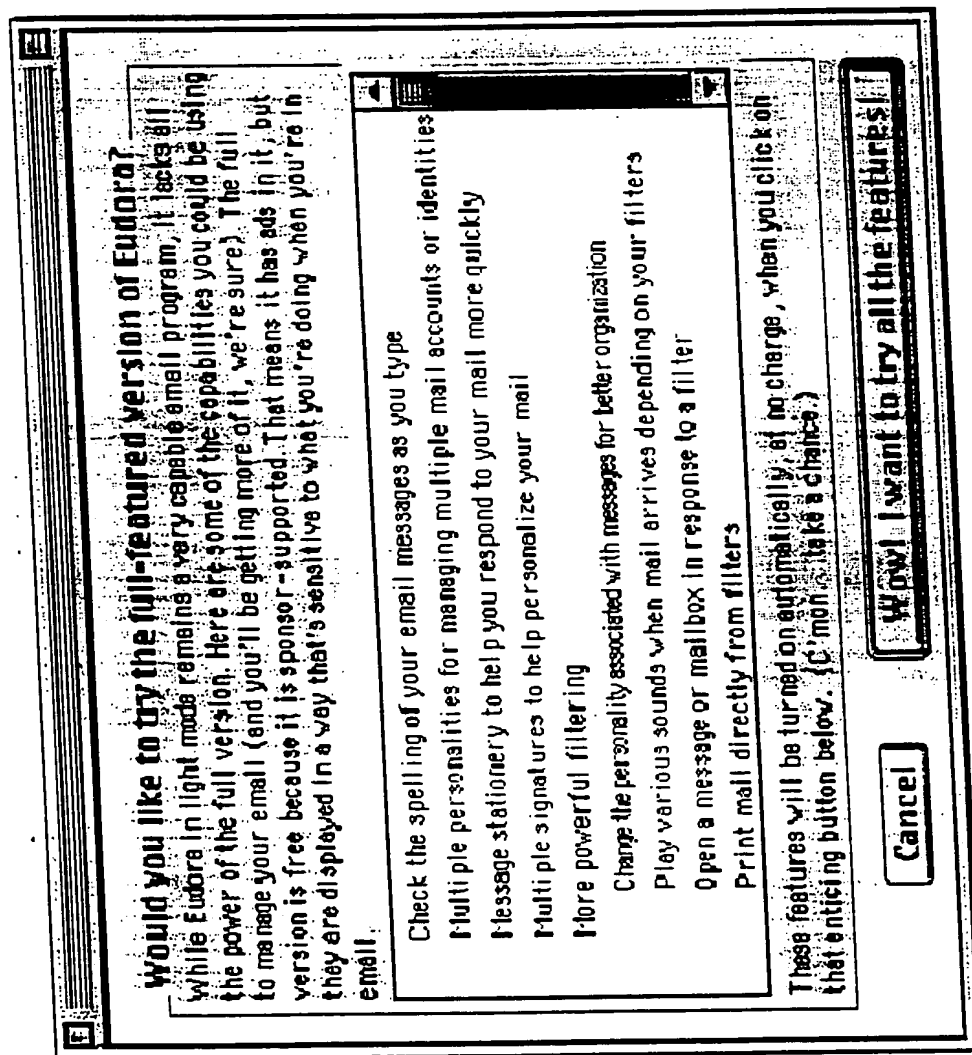 Would you like to try the full-featured version of Eudora?
While Eudora in light mode remains a very capable email program, it lacks all
the power of the full version. Here are some of the capabilities you could be using
to manage your email (and you'll be getting more of it, we're sure). The full
version is free because it is sponsor-supported. That means it has ads in it, but
they are displayed in a way that's sensitive to what you're doing when you're in
email.
Check the spelling of your email messages as you type
Multiple personalities for managing multiple mail accounts or identities
Message stationery to help you respond to your mail more quickly
Multiple signatures to help personalize your mail
More powerful filtering
Change the personality associated with messages for better organization
Play various sounds when mail arrives depending on your filters
Open a message or mailbox in response to a filter
Print mail directly from filters
These features will be turned on automatically, at no charge, when you click on
that enticing button below. (C'mon, take a chance.)
Cancel
Wow! I want to try all the features!